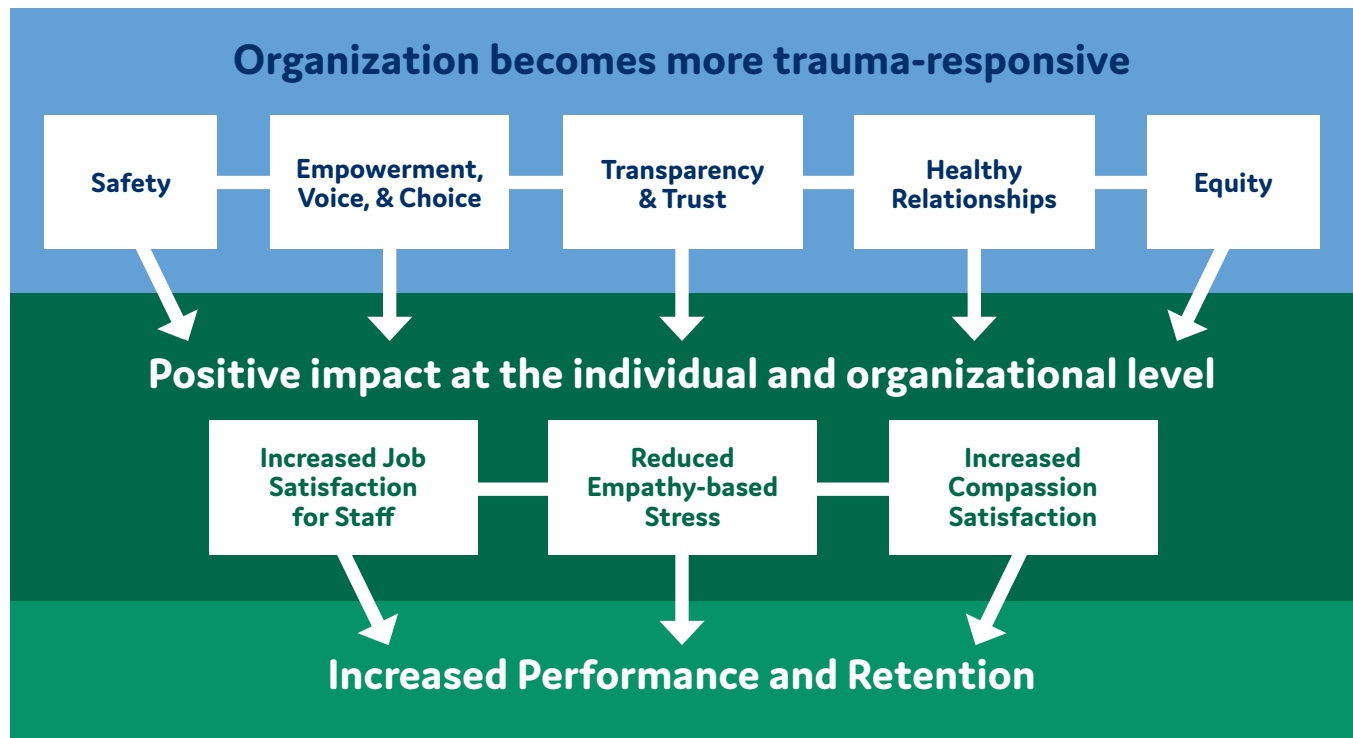 Organization becomes more trauma-responsive
Safety
Empowerment,
Voice, & Choice
Transparency
& Trust
Healthy
Relationships
Equity
Positive impact at the individual and organizational level
Increased Job
Satisfaction
for Staff
Reduced
Empathy-based
Stress
Increased
Compassion
Satisfaction
Increased Performance and Retention